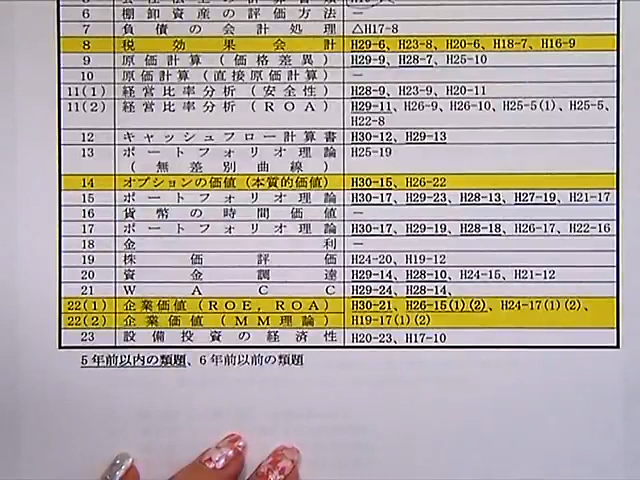 6 棚卸資産の評価方法 －
7 負債の会計処理 △H17-8
8 税効果会計 H29-6、H23-8、H20-6、H18-7、H16-9
9 原価計算（価格差異） H29-9、H28-7、H25-10
10 原価計算（直接原価計算） －
11(1) 経営比率分析（安全性） H28-9、H23-9、H20-11
11(2) 経営比率分析（ROA） H29-11、H26-9、H26-10、H25-5(1)、H25-5、
H22-8
12 キャッシュフロー計算書 H30-12、H29-13
13 ポートフォリオ理論 H25-19
（無差別曲線）
14 オプションの価値（本質的価値） H30-15、H26-22
15 ポートフォリオ理論 H30-17、H29-23、H28-13、H27-19、H21-17
16 貨幣の時間価値 －
17 ポートフォリオ理論 H30-17、H29-19、H28-18、H26-17、H22-16
18 金利 －
19 株価評価 H24-20、H19-12
20 資金調達 H29-14、H28-10、H24-15、H21-12
21 WACC H29-24、H28-14、
22(1) 企業価値（ROE，ROA） H30-21、H26-15(1)(2)、H24-17(1)(2)、
22(2) 企業価値（MM理論） H19-17(1)(2)
23 設備投資の経済性 H20-23、H17-10
5年前以内の類題、6年前以前の類題